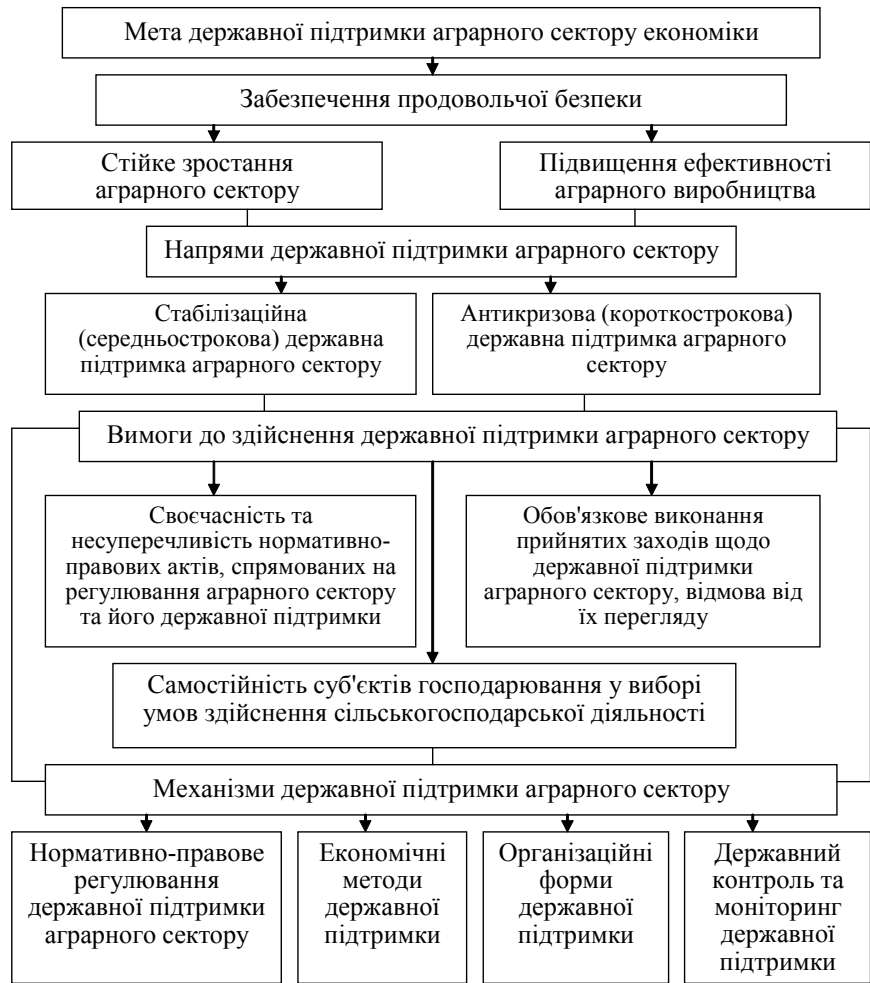 Мета державної підтримки аграрного сектору економіки
Забезпечення продовольчої безпеки
Стійке зростання
аграрного сектору
Підвищення ефективності
аграрного виробництва
Напрями державної підтримки аграрного сектору
Стабілізаційна
(середньострокова) державна
підтримка аграрного сектору
Антикризова (короткострокова)
державна підтримка аграрного
сектору
Вимоги до здійснення державної підтримки аграрного сектору
Своєчасність та
несуперечливість нормативно-
правових актів, спрямованих на
регулювання аграрного сектору
та його державної підтримки
Обов'язкове виконання
прийнятих заходів щодо
державної підтримки
аграрного сектору, відмова від
їх перегляду
Самостійність суб'єктів господарювання у виборі
умов здійснення сільськогосподарської діяльності
Механізми державної підтримки аграрного сектору
Нормативно-правове
регулювання
державної підтримки
аграрного сектору
Економічні
методи
державної
підтримки
Організаційні
форми
державної
підтримки
Державний
контроль та
моніторинг
державної
підтримки